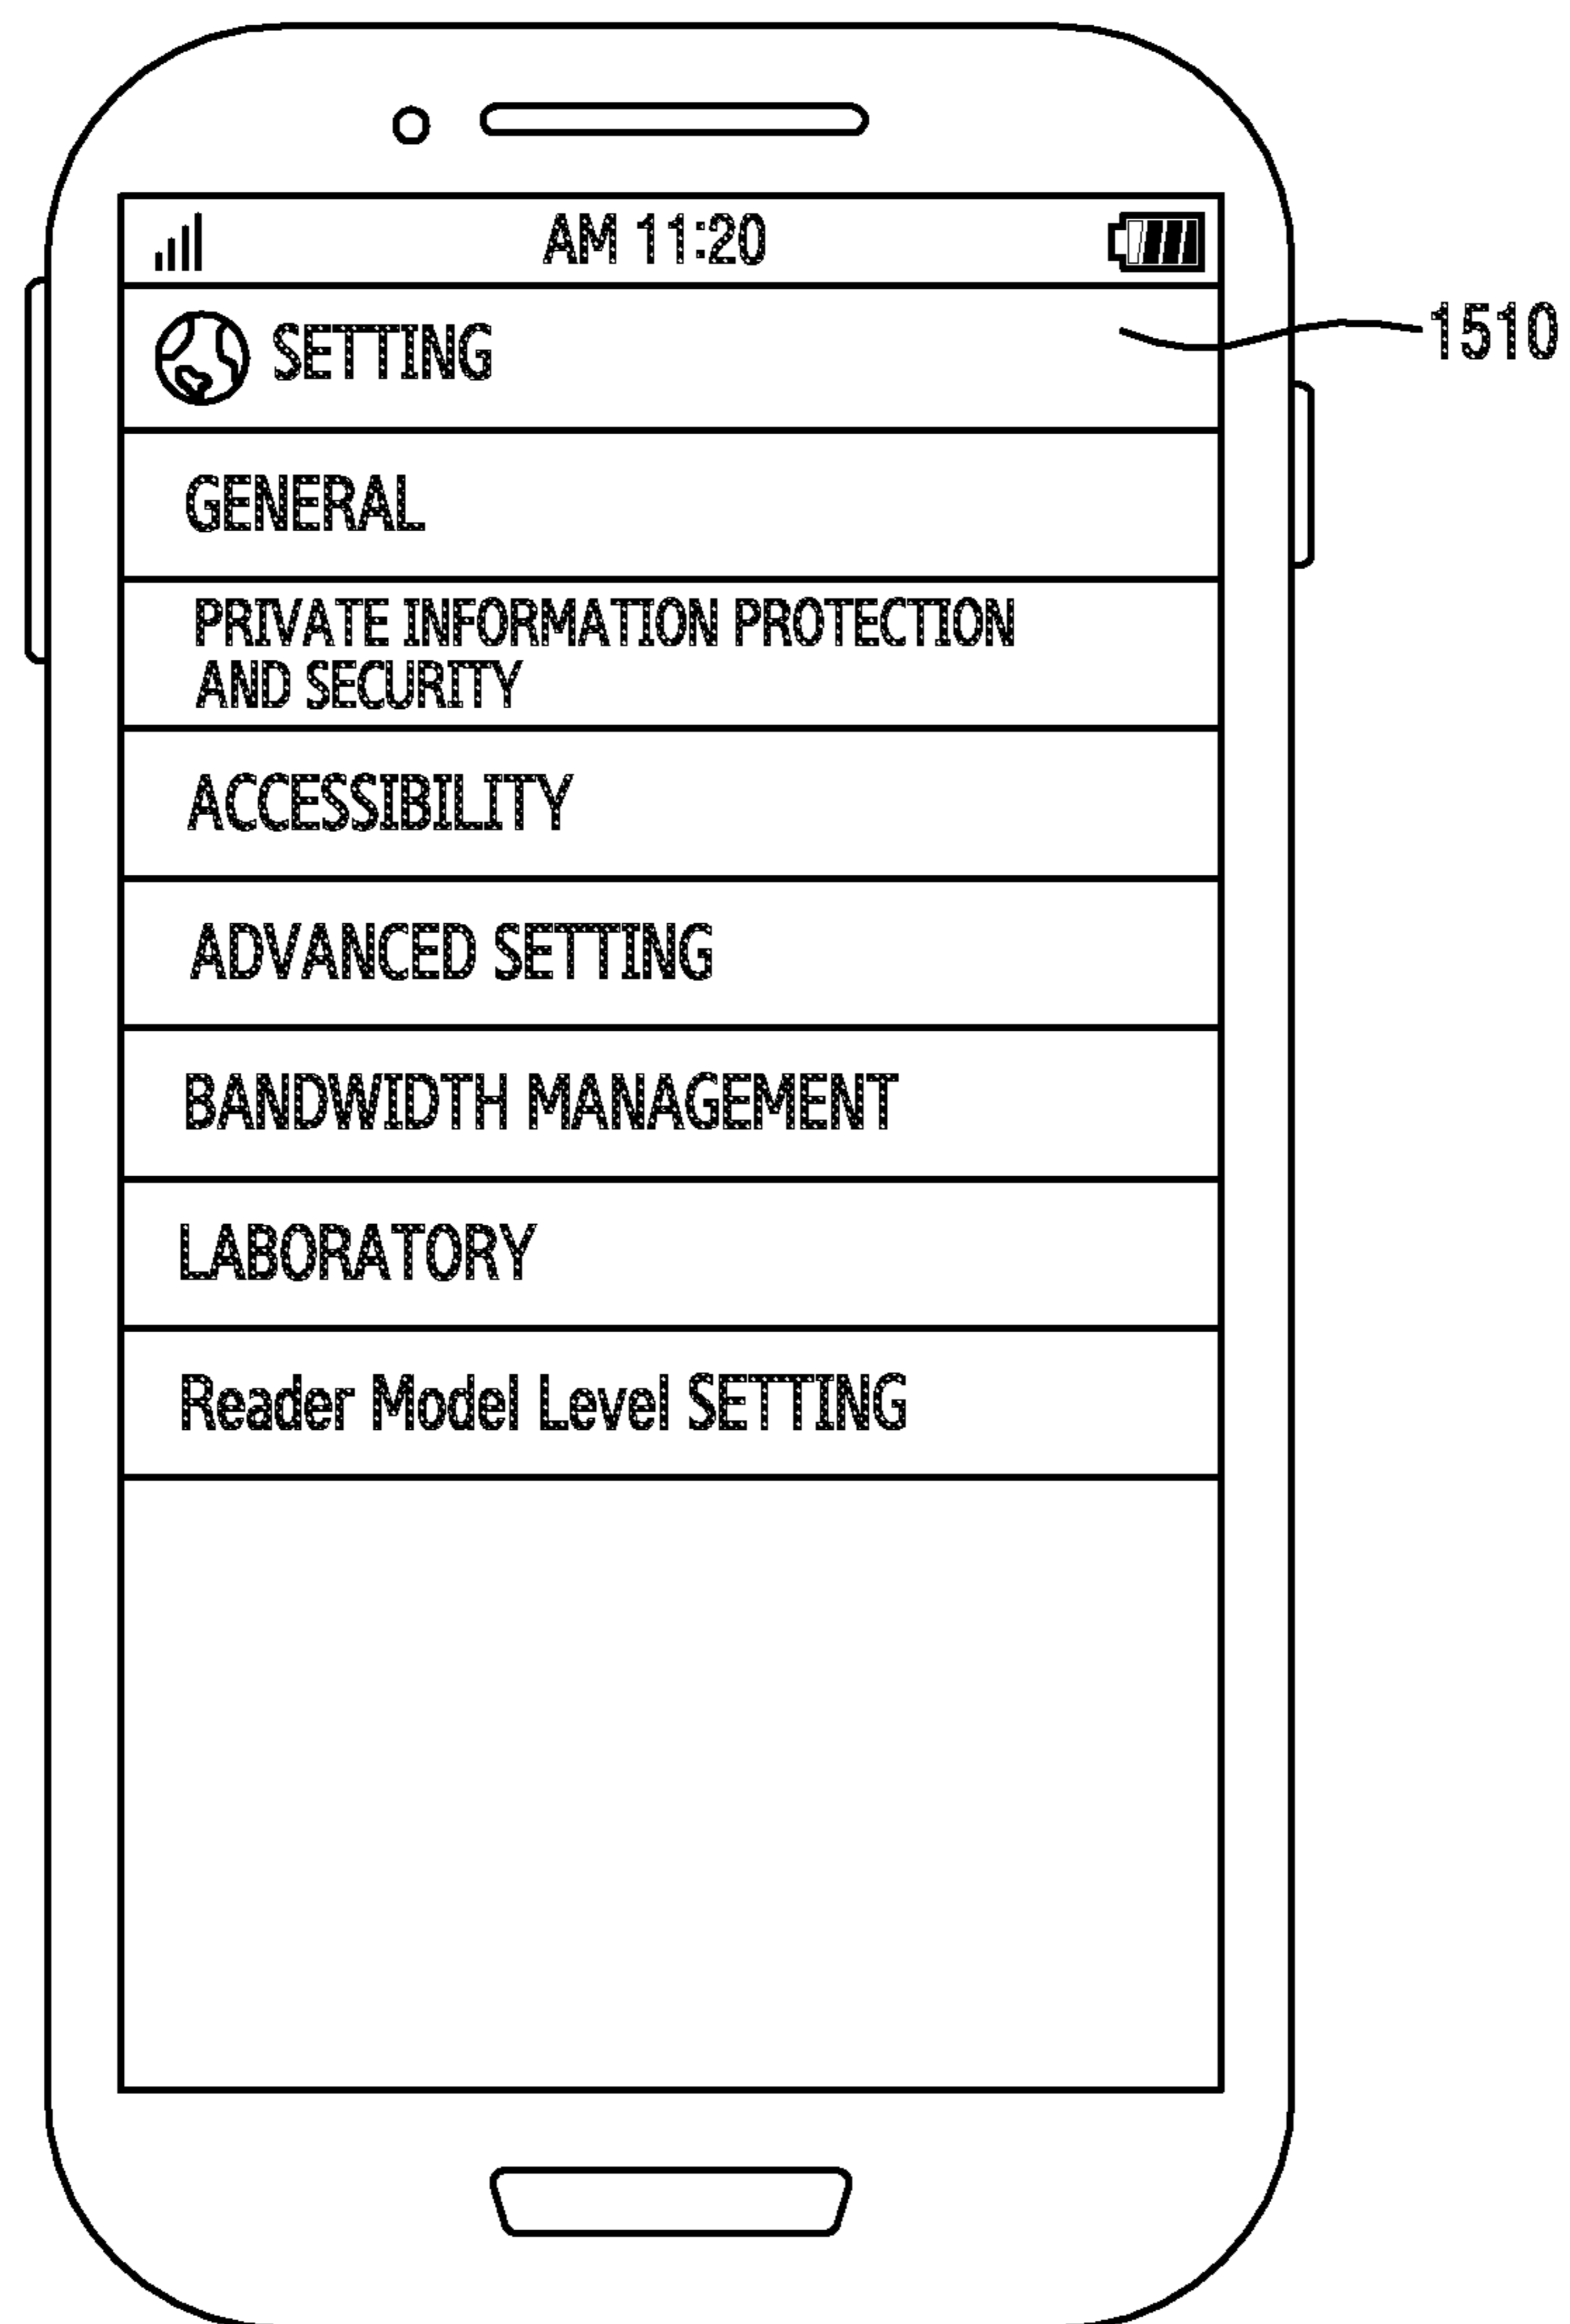 AM 11:20
SETTING
1510
GENERAL
PRIVATE INFORMATION PROTECTION
AND SECURITY
ACCESSIBILITY
ADVANCED SETTING
BANDWIDTH MANAGEMENT
LABORATORY
Reader Model Level SETTING